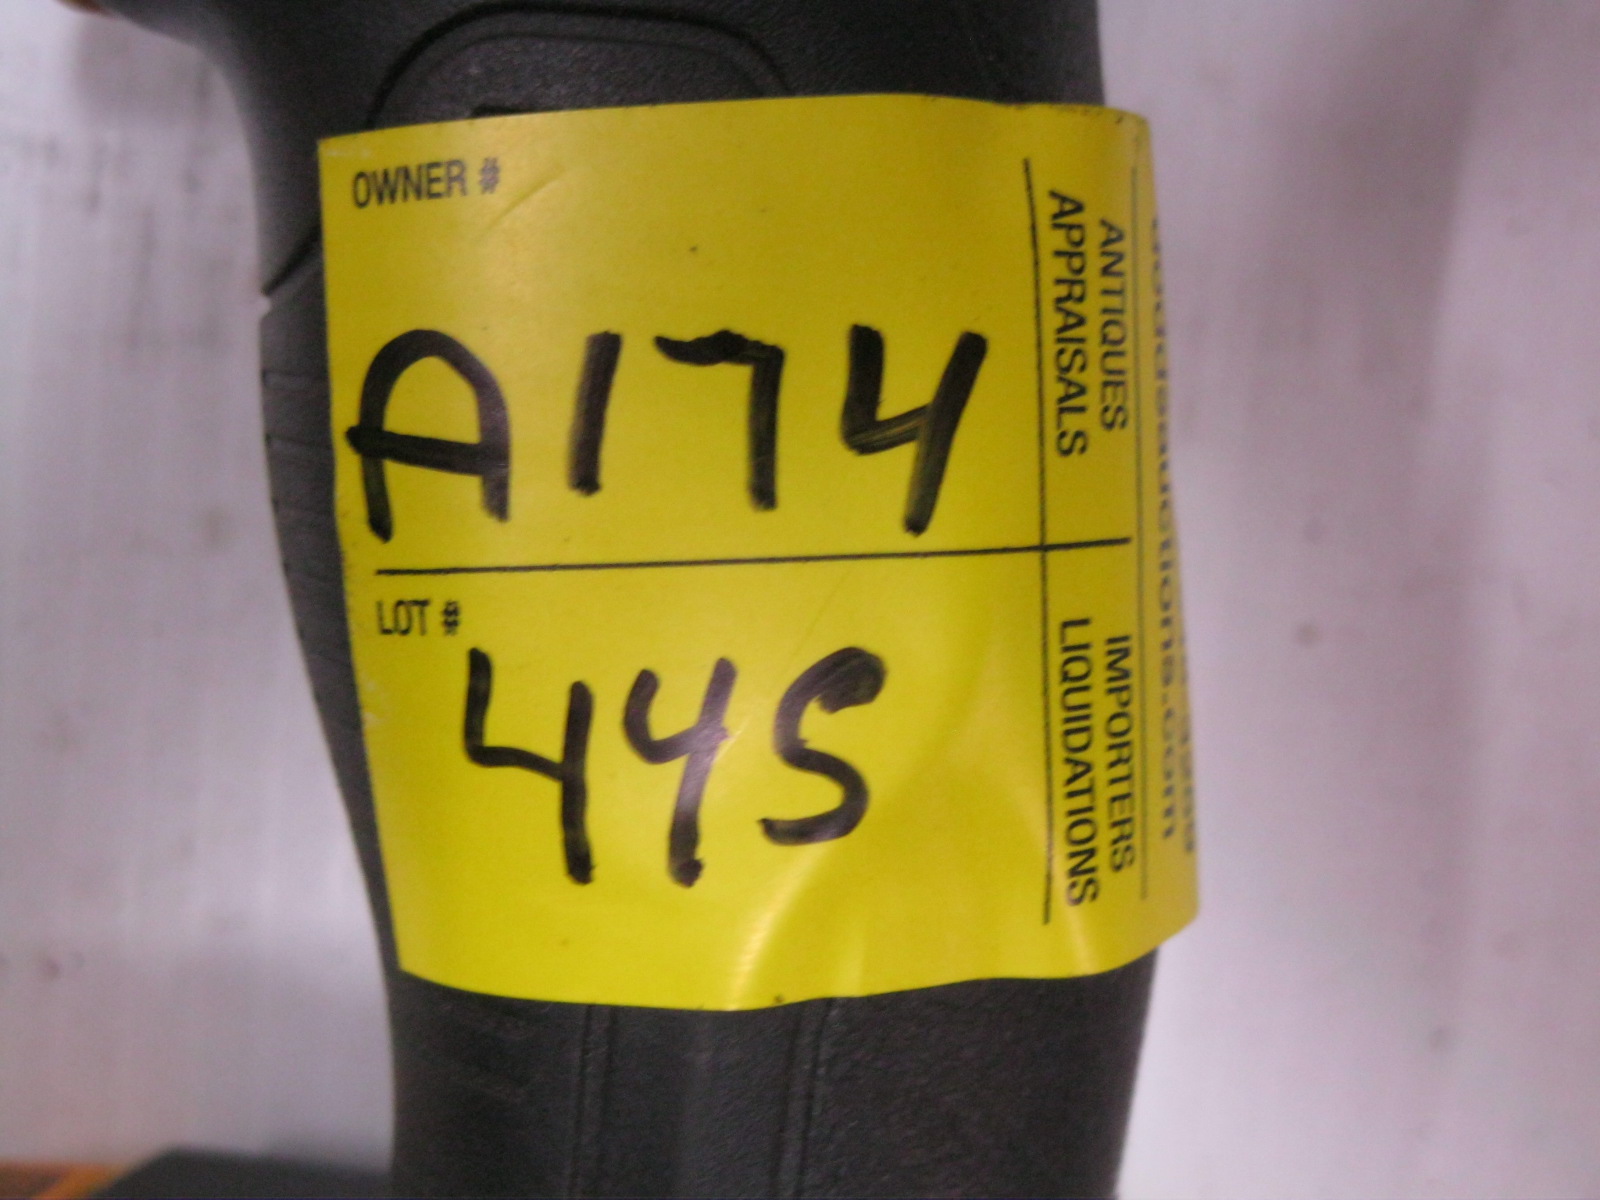 OWNER #
A174
LOT #
445
ANTIQUES
APPRAISALS
IMPORTERS
LIQUIDATIONS